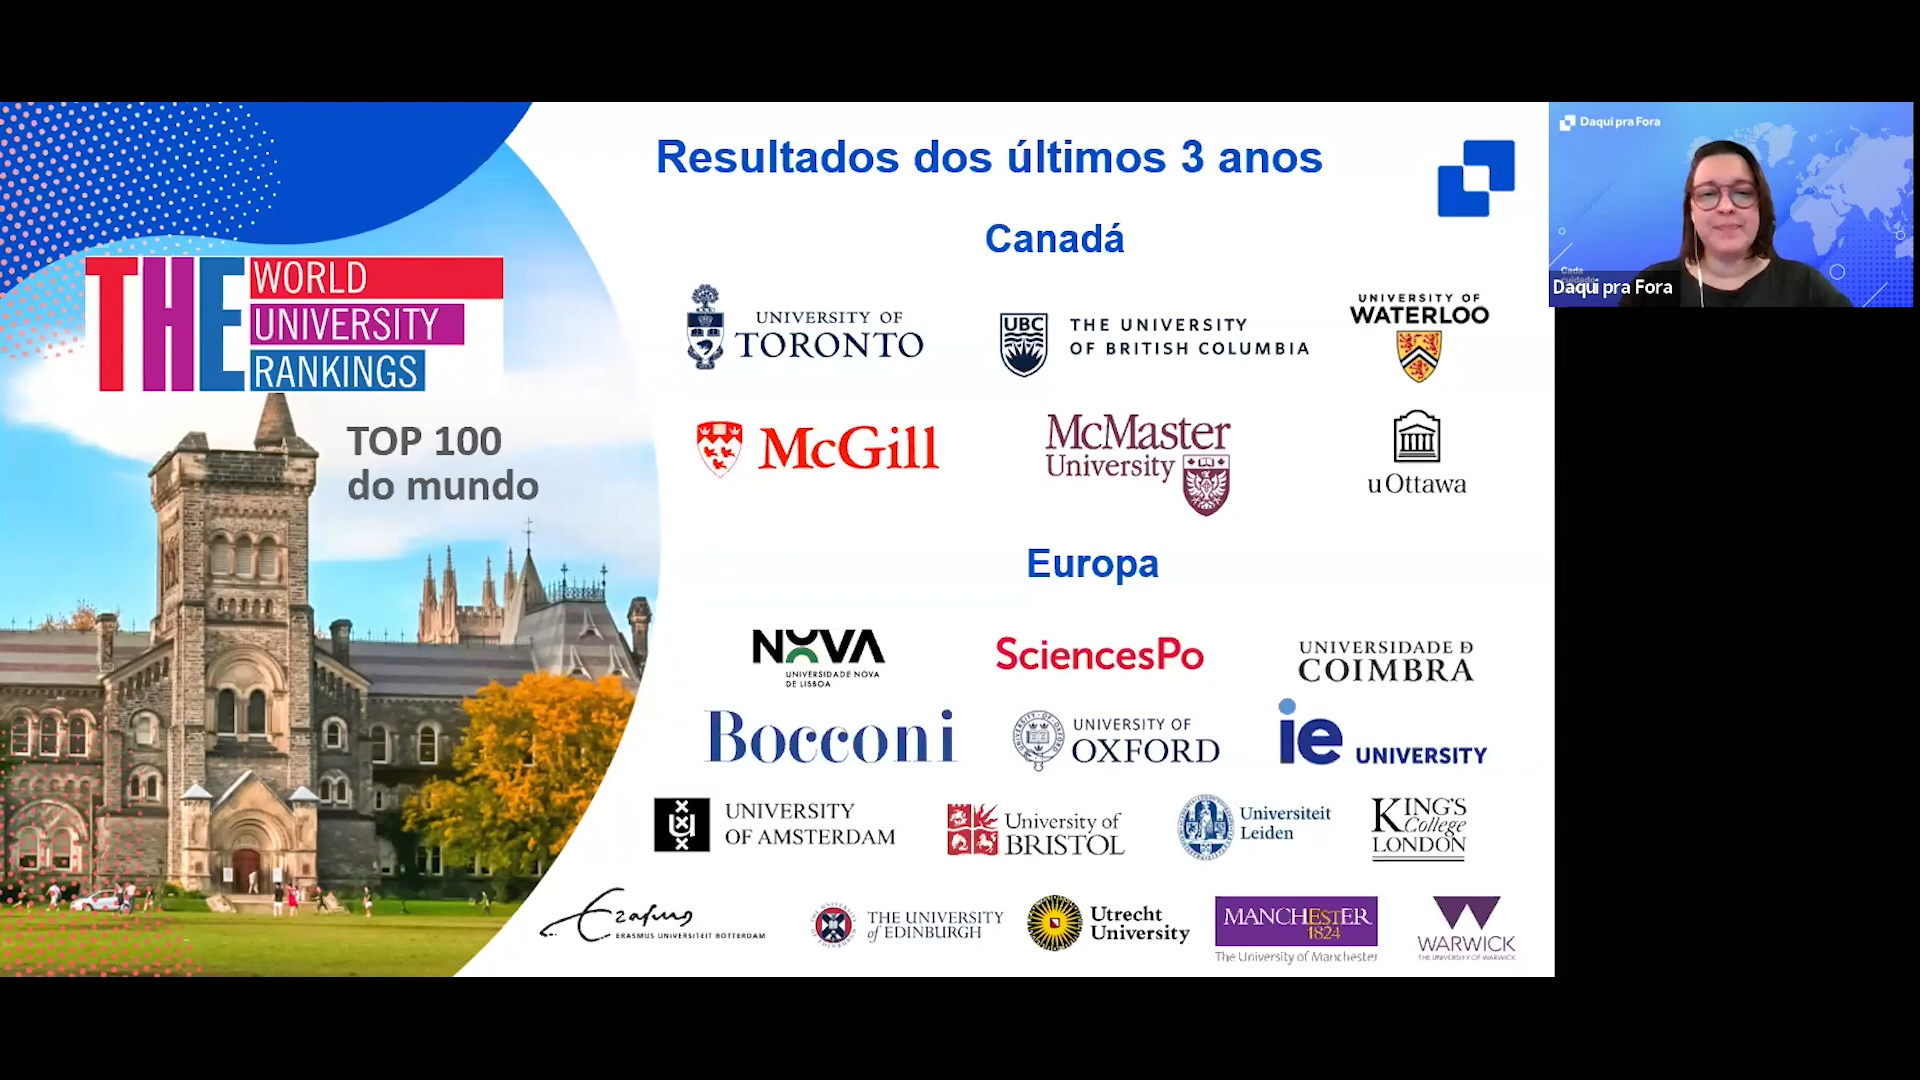 Resultados dos últimos 3 anos
Canadá
THE WORLD
UNIVERSITY
RANKINGS
TOP 100
do mundo
UNIVERSITY OF
TORONTO
UBC
THE UNIVERSITY
OF BRITISH COLUMBIA
UNIVERSITY OF
WATERLOO
McGill
McMaster
University
uOttawa
Europa
NOVA
UNIVERSIDADE NOVA
DE LISBOA
SciencesPo
UNIVERSIDADE Ð
COIMBRA
Bocconi
UNIVERSITY OF
OXFORD
ie UNIVERSITY
UNIVERSITY
OF AMSTERDAM
University of
BRISTOL
Universiteit
Leiden
KING'S
College
LONDON
Erasmus
ERASMUS UNIVERSITEIT ROTTERDAM
THE UNIVERSITY
of EDINBURGH
Utrecht
University
MANCHESTER
1824
The University of Manchester
WARWICK
THE UNIVERSITY OF WARWICK
Daqui pra Fora
Cada
Daqui pra Fora